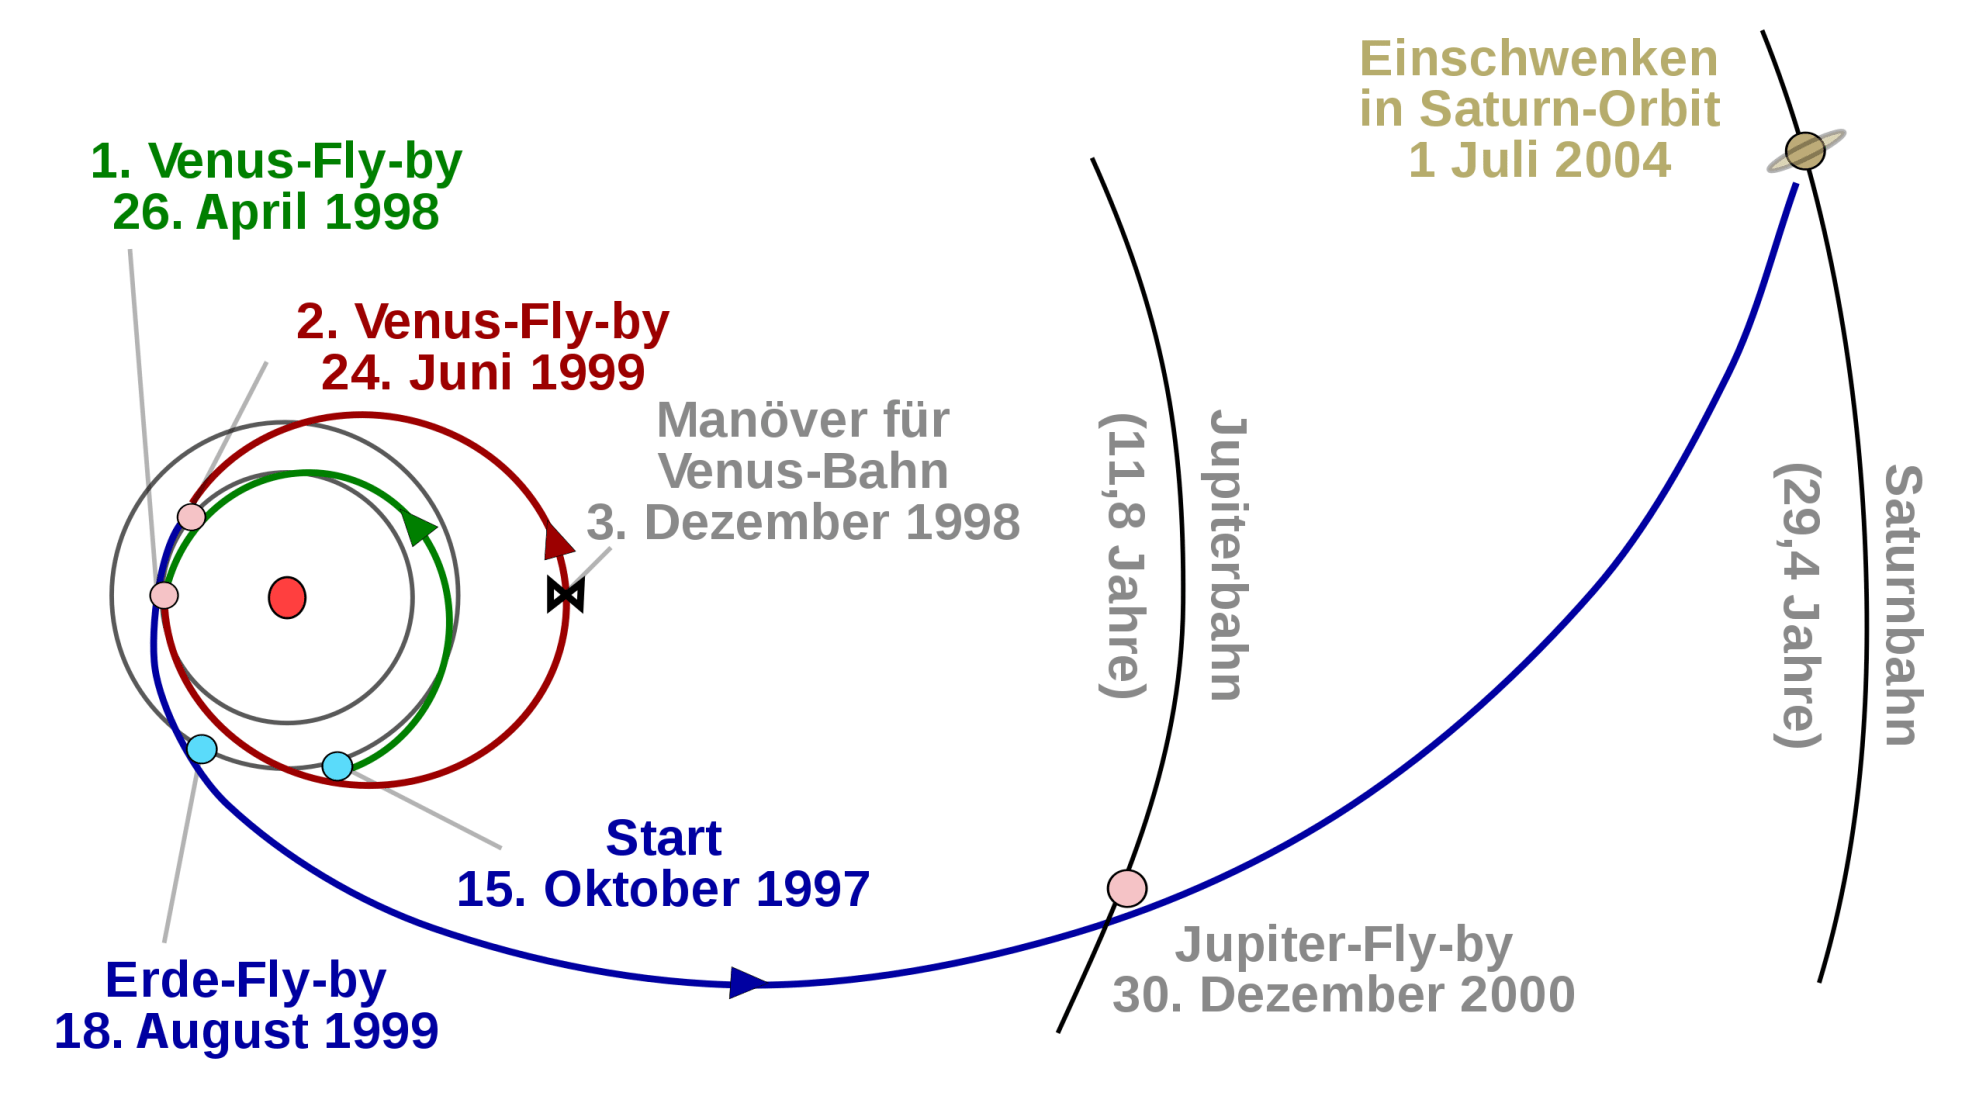 Einschwenken
in Saturn-Orbit
1 Juli 2004
1. Venus-Fly-by
26. April 1998
2. Venus-Fly-by
24. Juni 1999
Manöver für
Venus-Bahn
3. Dezember 1998
Jupiterbahn
(11,8 Jahre)
Saturnbahn
(29,4 Jahre)
Start
15. Oktober 1997
Jupiter-Fly-by
30. Dezember 2000
Erde-Fly-by
18. August 1999